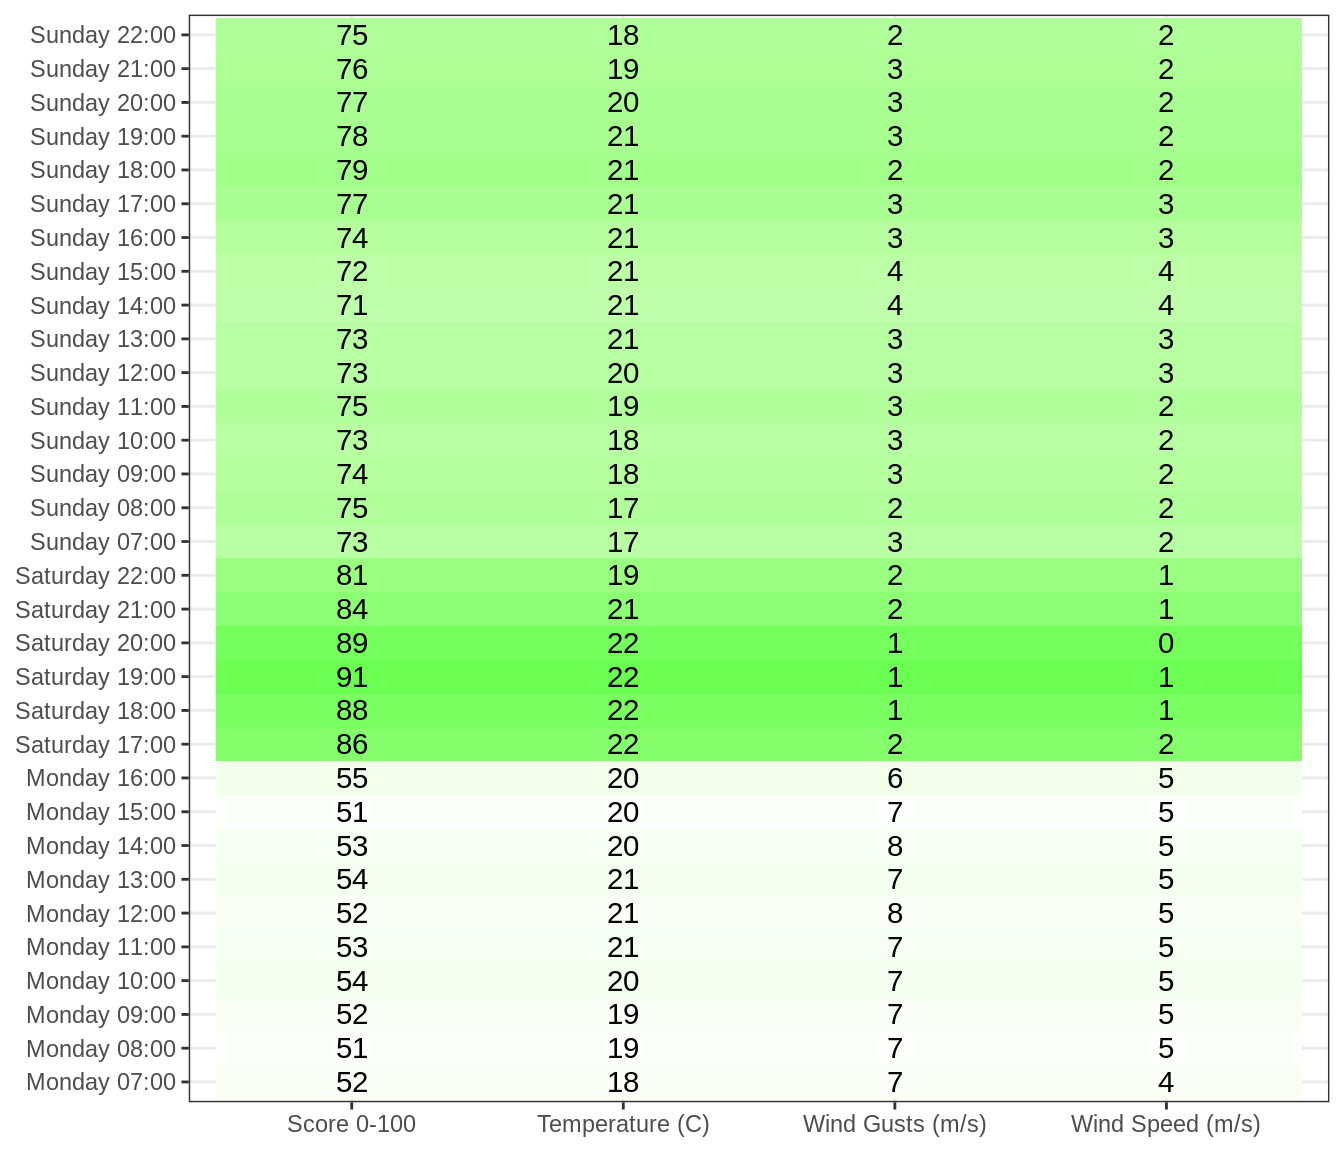 Sunday 22:00 75 18 2 2
Sunday 21:00 76 19 3 2
Sunday 20:00 77 20 3 2
Sunday 19:00 78 21 3 2
Sunday 18:00 79 21 2 2
Sunday 17:00 77 21 3 3
Sunday 16:00 74 21 3 3
Sunday 15:00 72 21 4 4
Sunday 14:00 71 21 4 4
Sunday 13:00 73 21 3 3
Sunday 12:00 73 20 3 3
Sunday 11:00 75 19 3 2
Sunday 10:00 73 18 3 2
Sunday 09:00 74 18 3 2
Sunday 08:00 75 17 2 2
Sunday 07:00 73 17 3 2
Saturday 22:00 81 19 2 1
Saturday 21:00 84 21 2 1
Saturday 20:00 89 22 1 0
Saturday 19:00 91 22 1 1
Saturday 18:00 88 22 1 1
Saturday 17:00 86 22 2 2
Monday 16:00 55 20 6 5
Monday 15:00 51 20 7 5
Monday 14:00 53 20 8 5
Monday 13:00 54 21 7 5
Monday 12:00 52 21 8 5
Monday 11:00 53 21 7 5
Monday 10:00 54 20 7 5
Monday 09:00 52 19 7 5
Monday 08:00 51 19 7 5
Monday 07:00 52 18 7 4
Score 0-100 Temperature (C) Wind Gusts (m/s) Wind Speed (m/s)